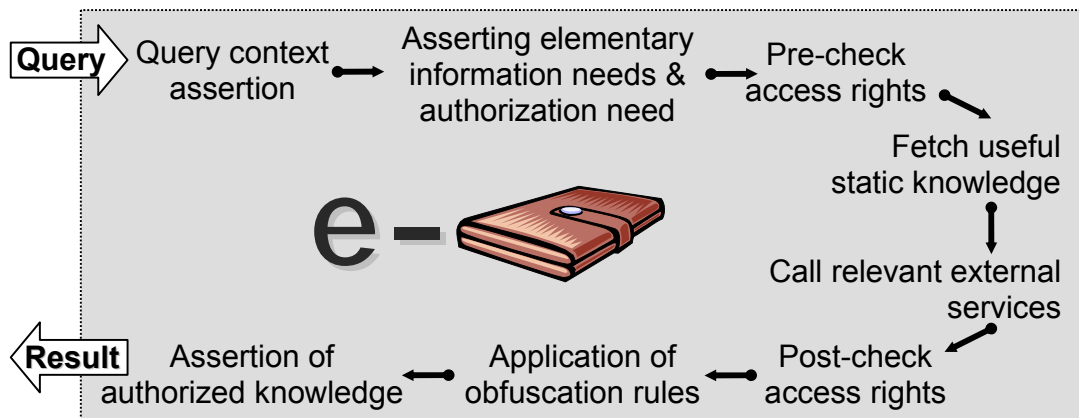 Query
Query context
assertion
Asserting elementary
information needs &
authorization need
Pre-check
access rights
Fetch useful
static knowledge
e-
Call relevant external
services
Post-check
access rights
Application of
obfuscation rules
Assertion of
authorized knowledge
Result